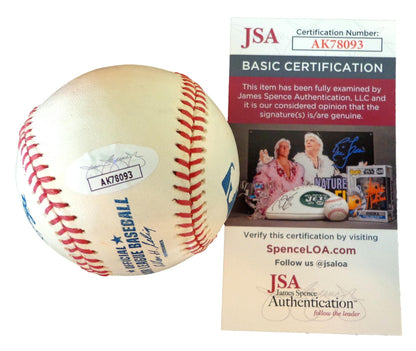 AK78093
OFFICIAL
LEAGUE BASEBALL
JSA
Certification Number:
AK78093
BASIC CERTIFICATION
This item has been fully examined by
James Spence Authentication, LLC and
it is our considered opinion that the
signature(s) is/are genuine.
NATURE
Verify this certification by visiting
SpenceLOA.com
Follow us @jsaloa
JSA
James Spence
Authentication
follow the leader